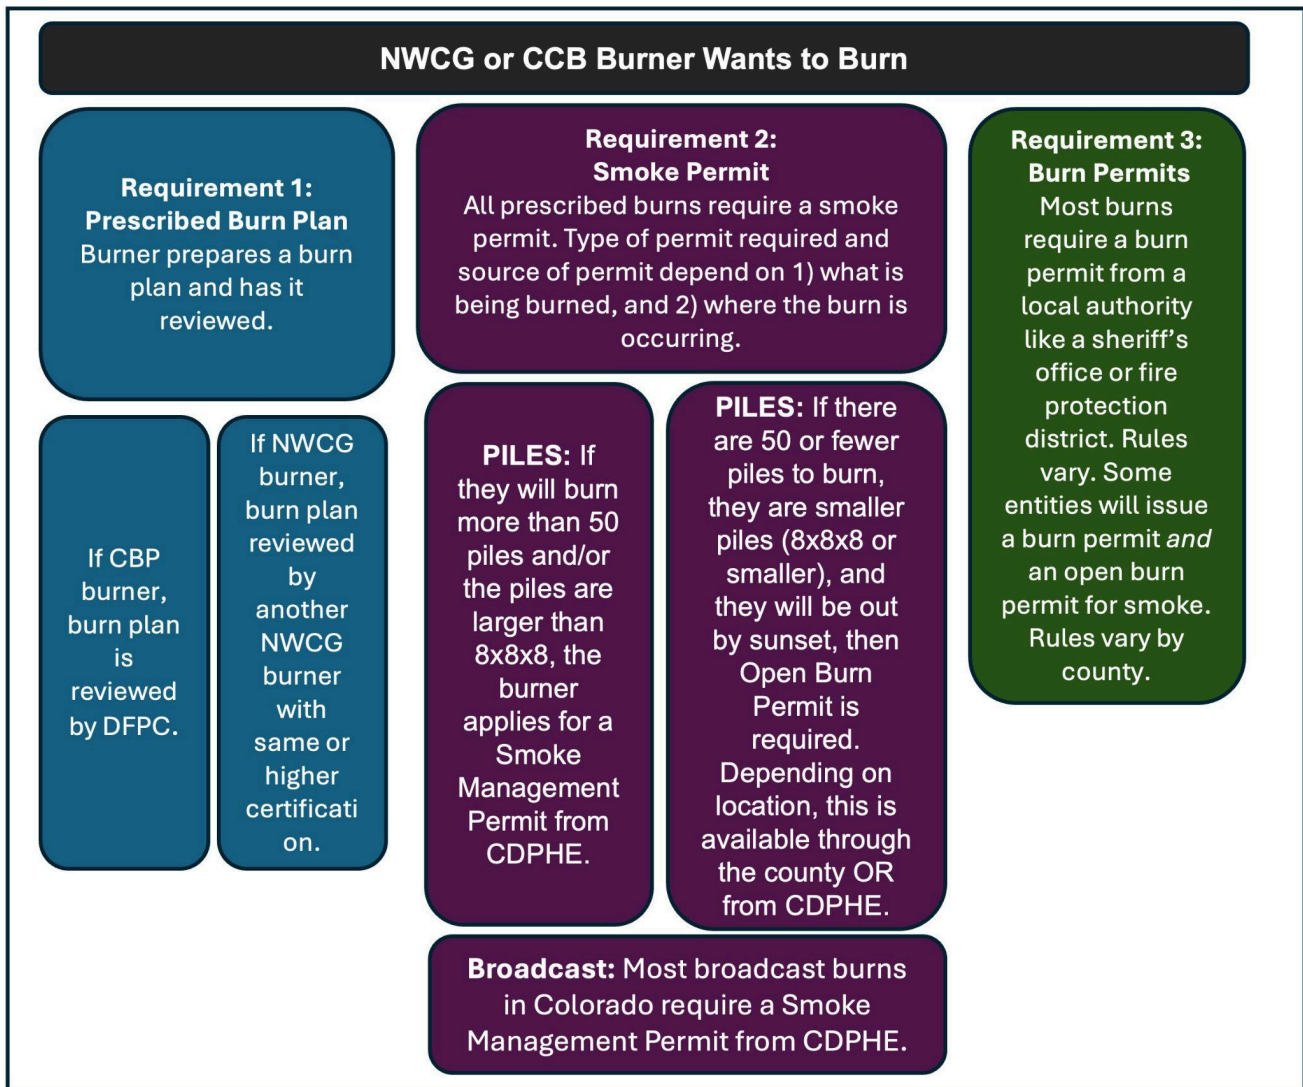 NWCG or CCB Burner Wants to Burn
Requirement 1:
Prescribed Burn Plan
Burner prepares a burn
plan and has it
reviewed.
If CBP
burner,
burn plan
is
reviewed
by DFPC.
If NWCG
burner,
burn plan
reviewed
by
another
NWCG
burner
with
same or
higher
certificati
on.
Requirement 2:
Smoke Permit
All prescribed burns require a smoke
permit. Type of permit required and
source of permit depend on 1) what is
being burned, and 2) where the burn is
occurring.
PILES: If
they will burn
more than 50
piles and/or
the piles are
larger than
8x8x8, the
burner
applies for a
Smoke
Management
Permit from
CDPHE.
PILES: If there
are 50 or fewer
piles to burn,
they are smaller
piles (8x8x8 or
smaller), and
they will be out
by sunset, then
Open Burn
Permit is
required.
Depending on
location, this is
available through
the county OR
from CDPHE.
Broadcast: Most broadcast burns
in Colorado require a Smoke
Management Permit from CDPHE.
Requirement 3:
Burn Permits
Most burns
require a burn
permit from a
local authority
like a sheriff’s
office or fire
protection
district. Rules
vary. Some
entities will issue
a burn permit and
an open burn
permit for smoke.
Rules vary by
county.